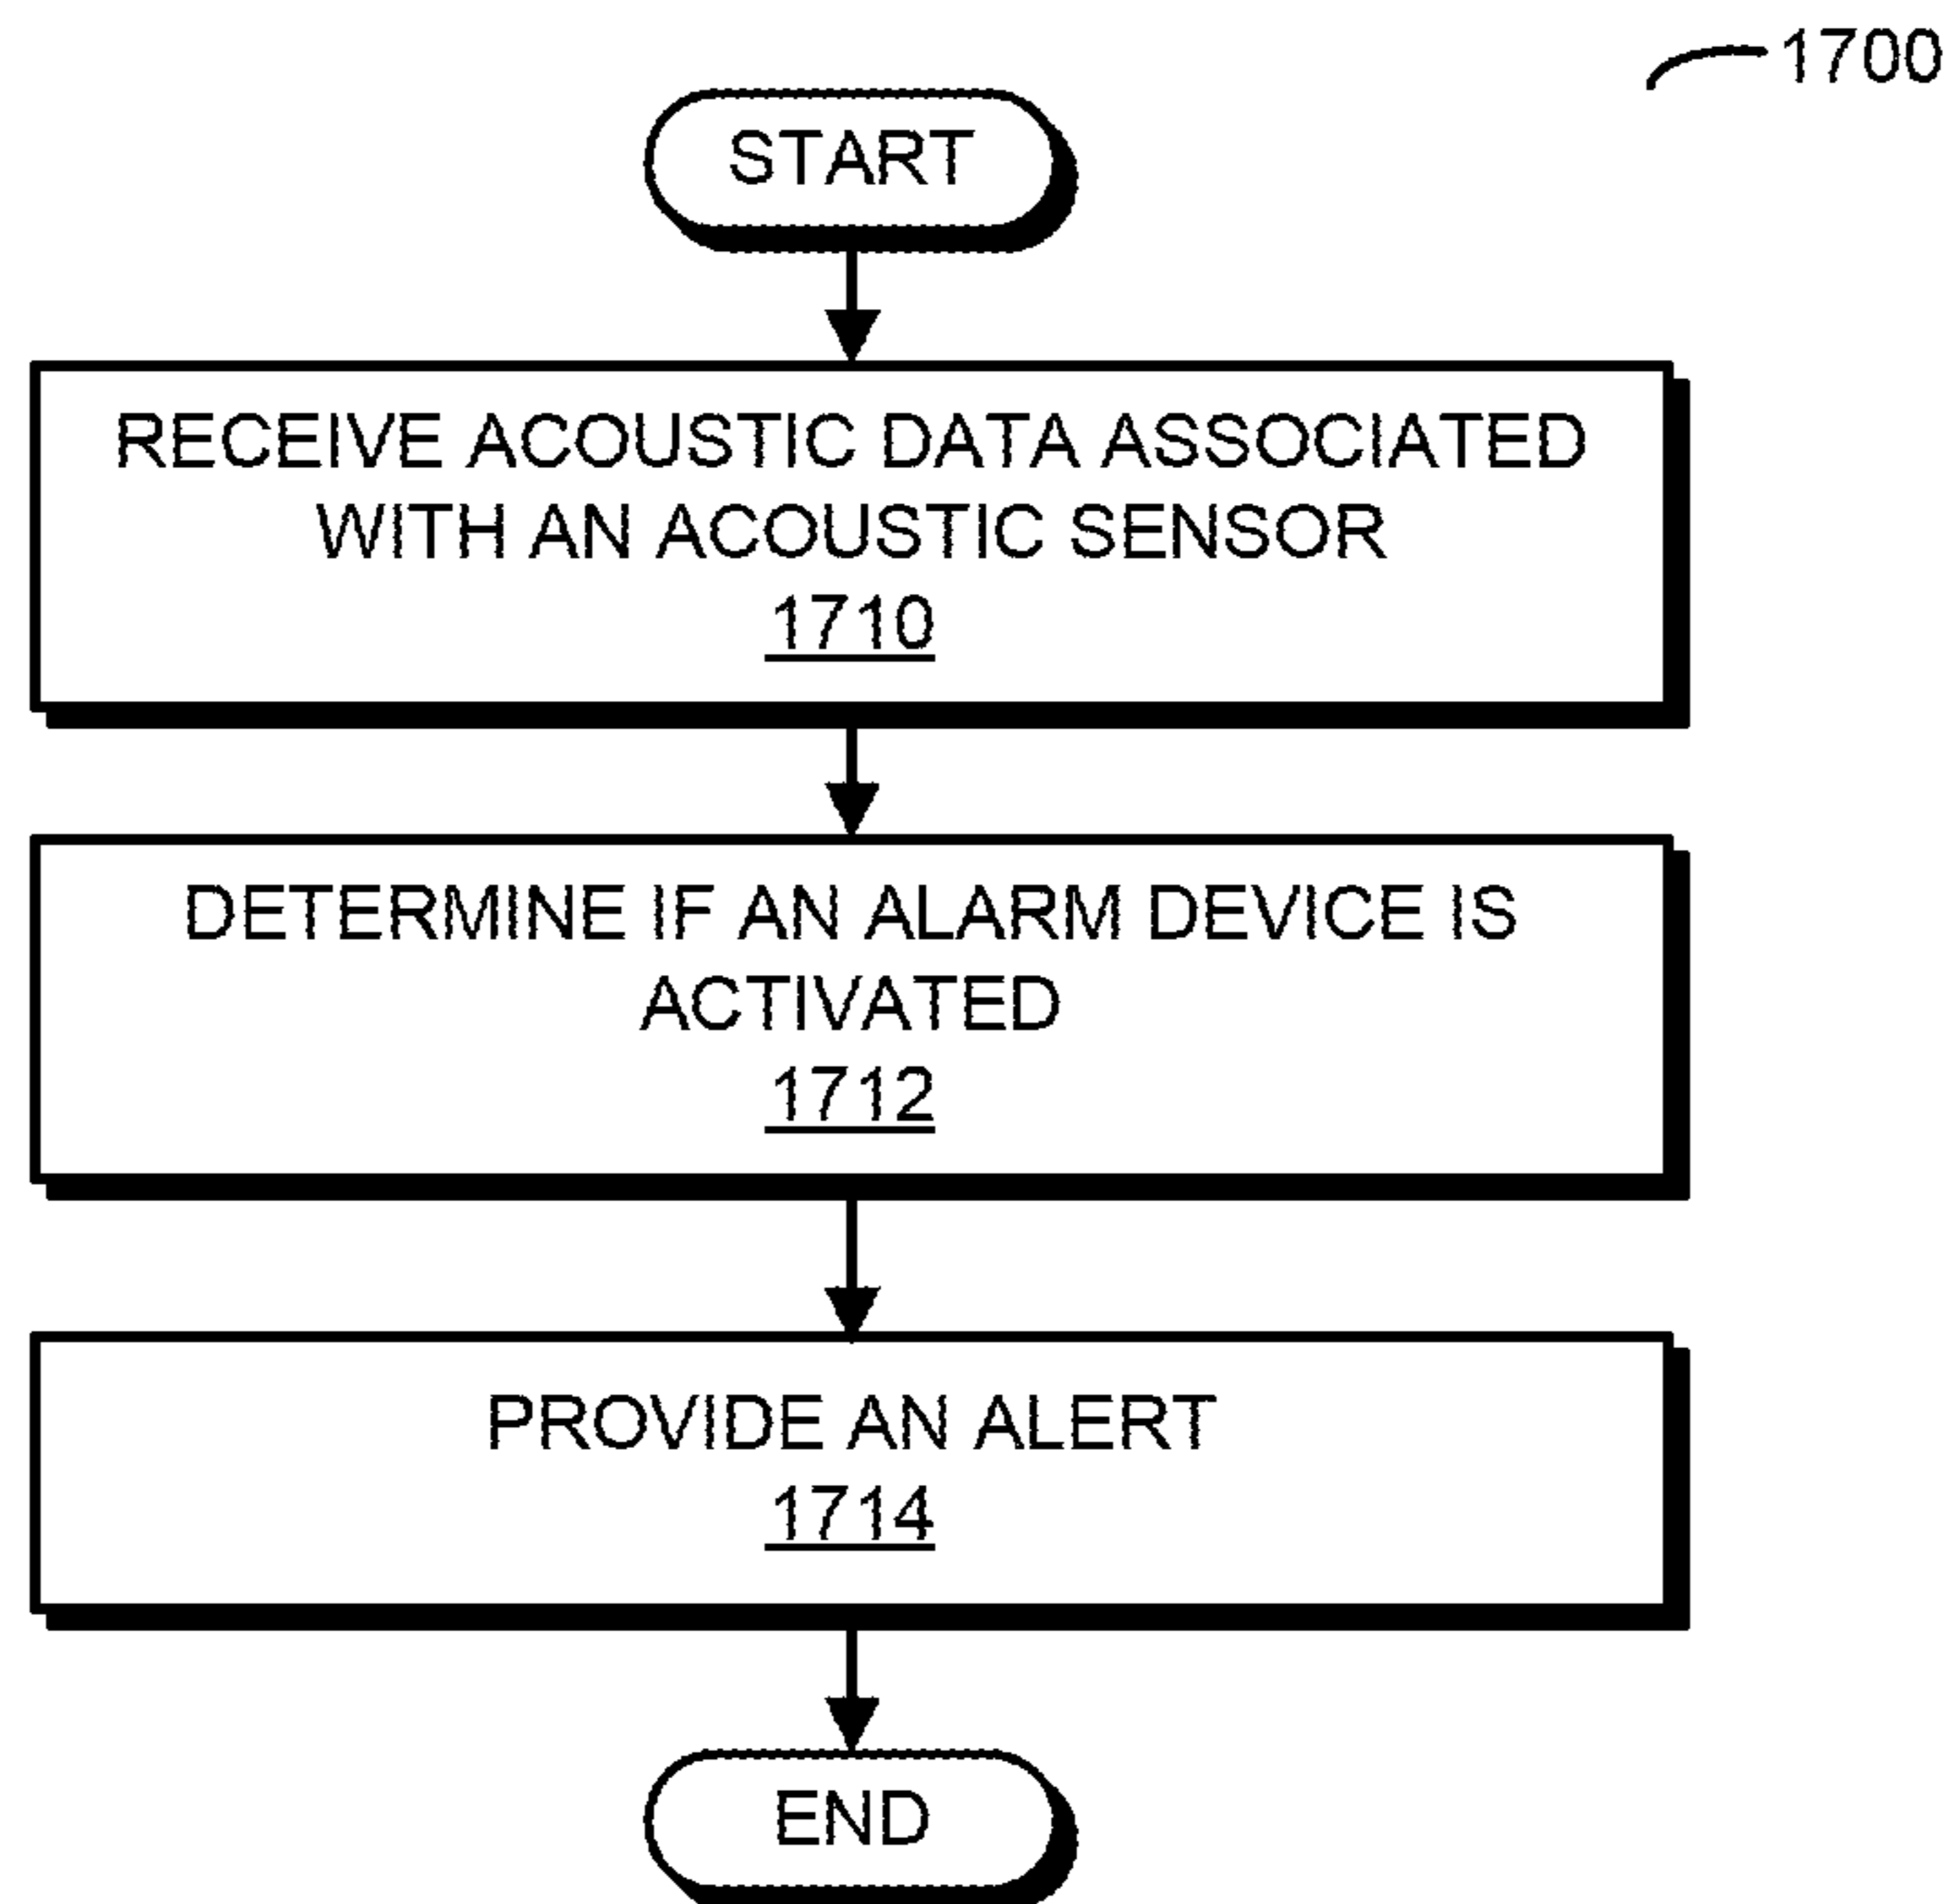 1700
START
RECEIVE ACOUSTIC DATA ASSOCIATED
WITH AN ACOUSTIC SENSOR
1710
DETERMINE IF AN ALARM DEVICE IS
ACTIVATED
1712
PROVIDE AN ALERT
1714
END